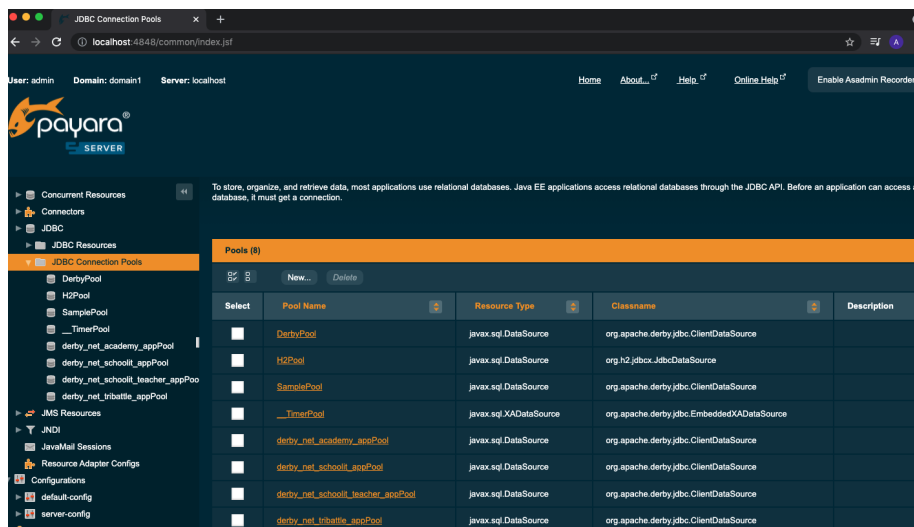 JDBC Connection Pools
localhost:4848/common/index.jsf
A
User: admin Domain: domain1 Server: localhost
Home About... Help Online Help Enable Asadmin Recorder
payara®
SERVER
To store, organize, and retrieve data, most applications use relational databases. Java EE applications access relational databases through the JDBC API. Before an application can access
database, it must get a connection.
Concurrent Resources
Connectors
JDBC
JDBC Resources
JDBC Connection Pools
DerbyPool
H2Pool
SamplePool
__TimerPool
derby_net_academy_appPool
derby_net_schoolit_appPool
derby_net_schoolit_teacher_appPoo
derby_net_tribattle_appPool
JMS Resources
JNDI
JavaMail Sessions
Resource Adapter Configs
Configurations
default-config
server-config
Pools (8)
New... Delete
Select Pool Name Resource Type Classname Description
DerbyPool javax.sql.DataSource org.apache.derby.jdbc.ClientDataSource
H2Pool javax.sql.DataSource org.h2.jdbcx.JdbcDataSource
SamplePool javax.sql.DataSource org.apache.derby.jdbc.ClientDataSource
__TimerPool javax.sql.XADataSource org.apache.derby.jdbc.EmbeddedXADataSource
derby_net_academy_appPool javax.sql.DataSource org.apache.derby.jdbc.ClientDataSource
derby_net_schoolit_appPool javax.sql.DataSource org.apache.derby.jdbc.ClientDataSource
derby_net_schoolit_teacher_appPool javax.sql.DataSource org.apache.derby.jdbc.ClientDataSource
derby_net_tribattle_appPool javax.sql.DataSource org.apache.derby.jdbc.ClientDataSource